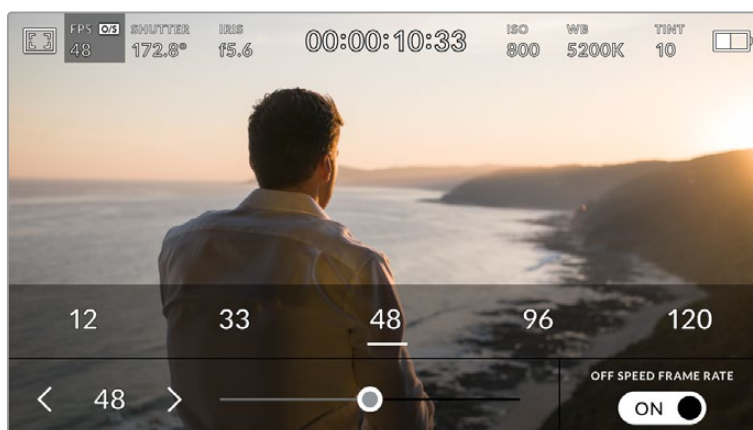 FPS O/S SHUTTER IRIS 00:00:10:33 ISO WB TINT
48 172.8° f5.6 800 5200K 10
12 33 48 96 120
OFF SPEED FRAME RATE
< 48 > ON